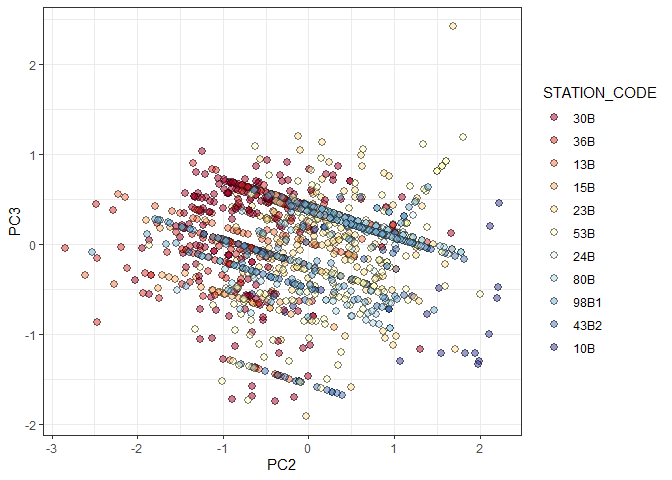 2
1
0
-1
-2
PC3
-3
-2
-1
0
1
2
PC2
STATION_CODE
30B
36B
13B
15B
23B
53B
24B
80B
98B1
43B2
10B